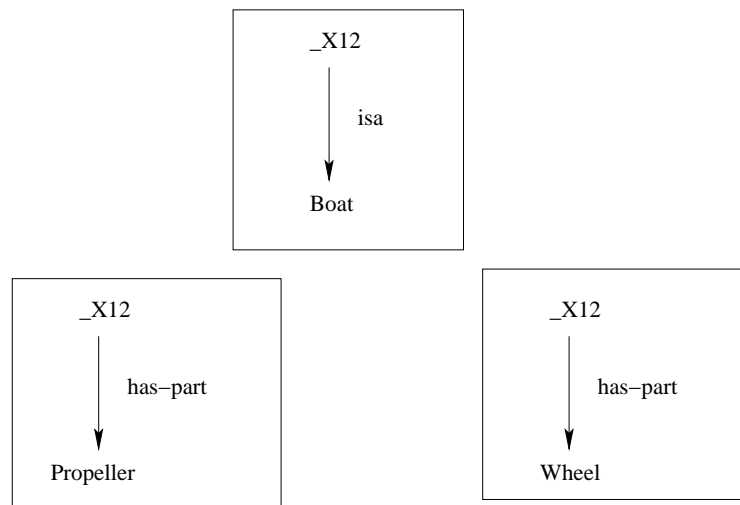 _X12
isa
Boat
_X12
has-part
Propeller
_X12
has-part
Wheel